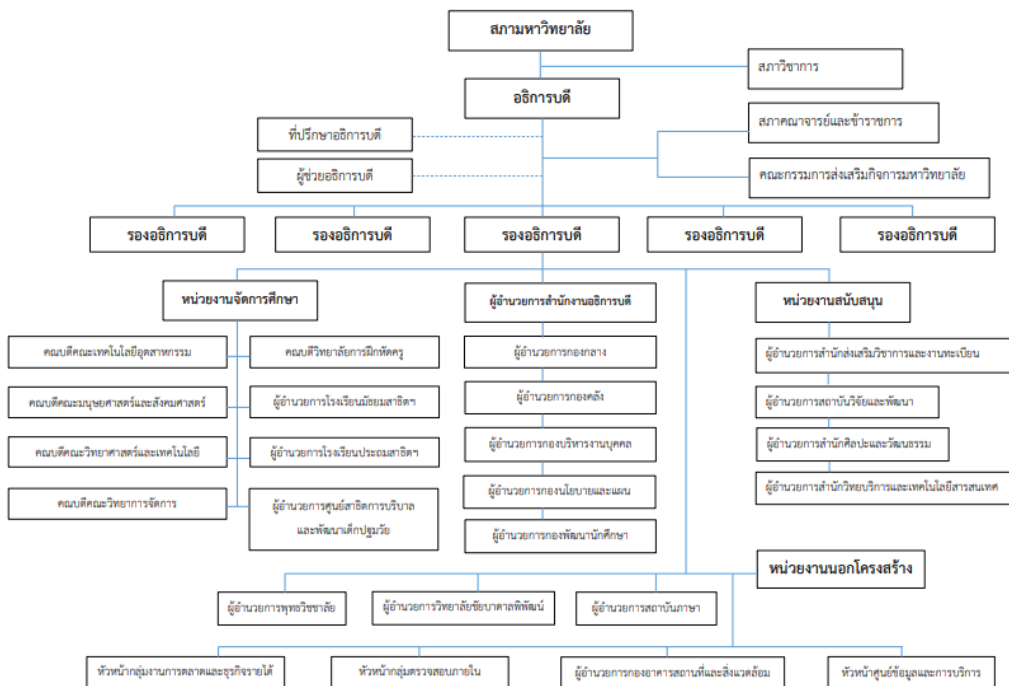 สภามหาวิทยาลัย
สภาวิชาการ
อธิการบดี
สภาคณาจารย์และข้าราชการ
ที่ปรึกษาอธิการบดี
ผู้ช่วยอธิการบดี
คณะกรรมการส่งเสริมกิจการมหาวิทยาลัย
รองอธิการบดี
รองอธิการบดี
รองอธิการบดี
รองอธิการบดี
รองอธิการบดี
หน่วยงานจัดการศึกษา
ผู้อำนวยการสำนักงานอธิการบดี
หน่วยงานสนับสนุน
คณบดีคณะเทคโนโลยีอุตสาหกรรม
คณบดีวิทยาลัยการฝึกหัดครู
ผู้อำนวยการกองกลาง
ผู้อำนวยการสำนักส่งเสริมวิชาการและงานทะเบียน
คณบดีคณะมนุษยศาสตร์และสังคมศาสตร์
ผู้อำนวยการโรงเรียนมัธยมสาธิตฯ
ผู้อำนวยการกองคลัง
ผู้อำนวยการสถาบันวิจัยและพัฒนา
คณบดีคณะวิทยาศาสตร์และเทคโนโลยี
ผู้อำนวยการโรงเรียนประถมสาธิตฯ
ผู้อำนวยการกองบริหารงานบุคคล
ผู้อำนวยการสำนักศิลปะและวัฒนธรรม
คณบดีคณะวิทยาการจัดการ
ผู้อำนวยการศูนย์สาธิตการบริบาล
และพัฒนาเด็กปฐมวัย
ผู้อำนวยการกองนโยบายและแผน
ผู้อำนวยการสำนักวิทยบริการและเทคโนโลยีสารสนเทศ
ผู้อำนวยการกองพัฒนานักศึกษา
หน่วยงานนอกโครงสร้าง
ผู้อำนวยการพุทธวิชชาลัย
ผู้อำนวยการวิทยาลัยชัยบาดาลพิพัฒน์
ผู้อำนวยการสถาบันภาษา
หัวหน้ากลุ่มงานการตลาดและธุรกิจรายได้
หัวหน้ากลุ่มตรวจสอบภายใน
ผู้อำนวยการกองอาคารสถานที่และสิ่งแวดล้อม
หัวหน้าศูนย์ข้อมูลและการบริการ